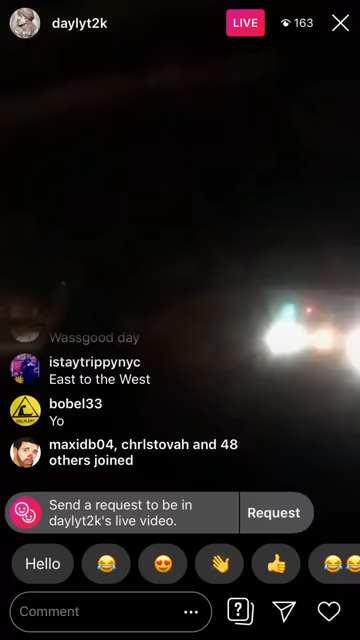 daylyt2k
LIVE
163
Wassgood day
istaytrippynyc
East to the West
bobel33
Yo
maxidb04, chrlstovah and 48
others joined
Send a request to be in
daylyt2k's live video.
Request
Hello
Comment